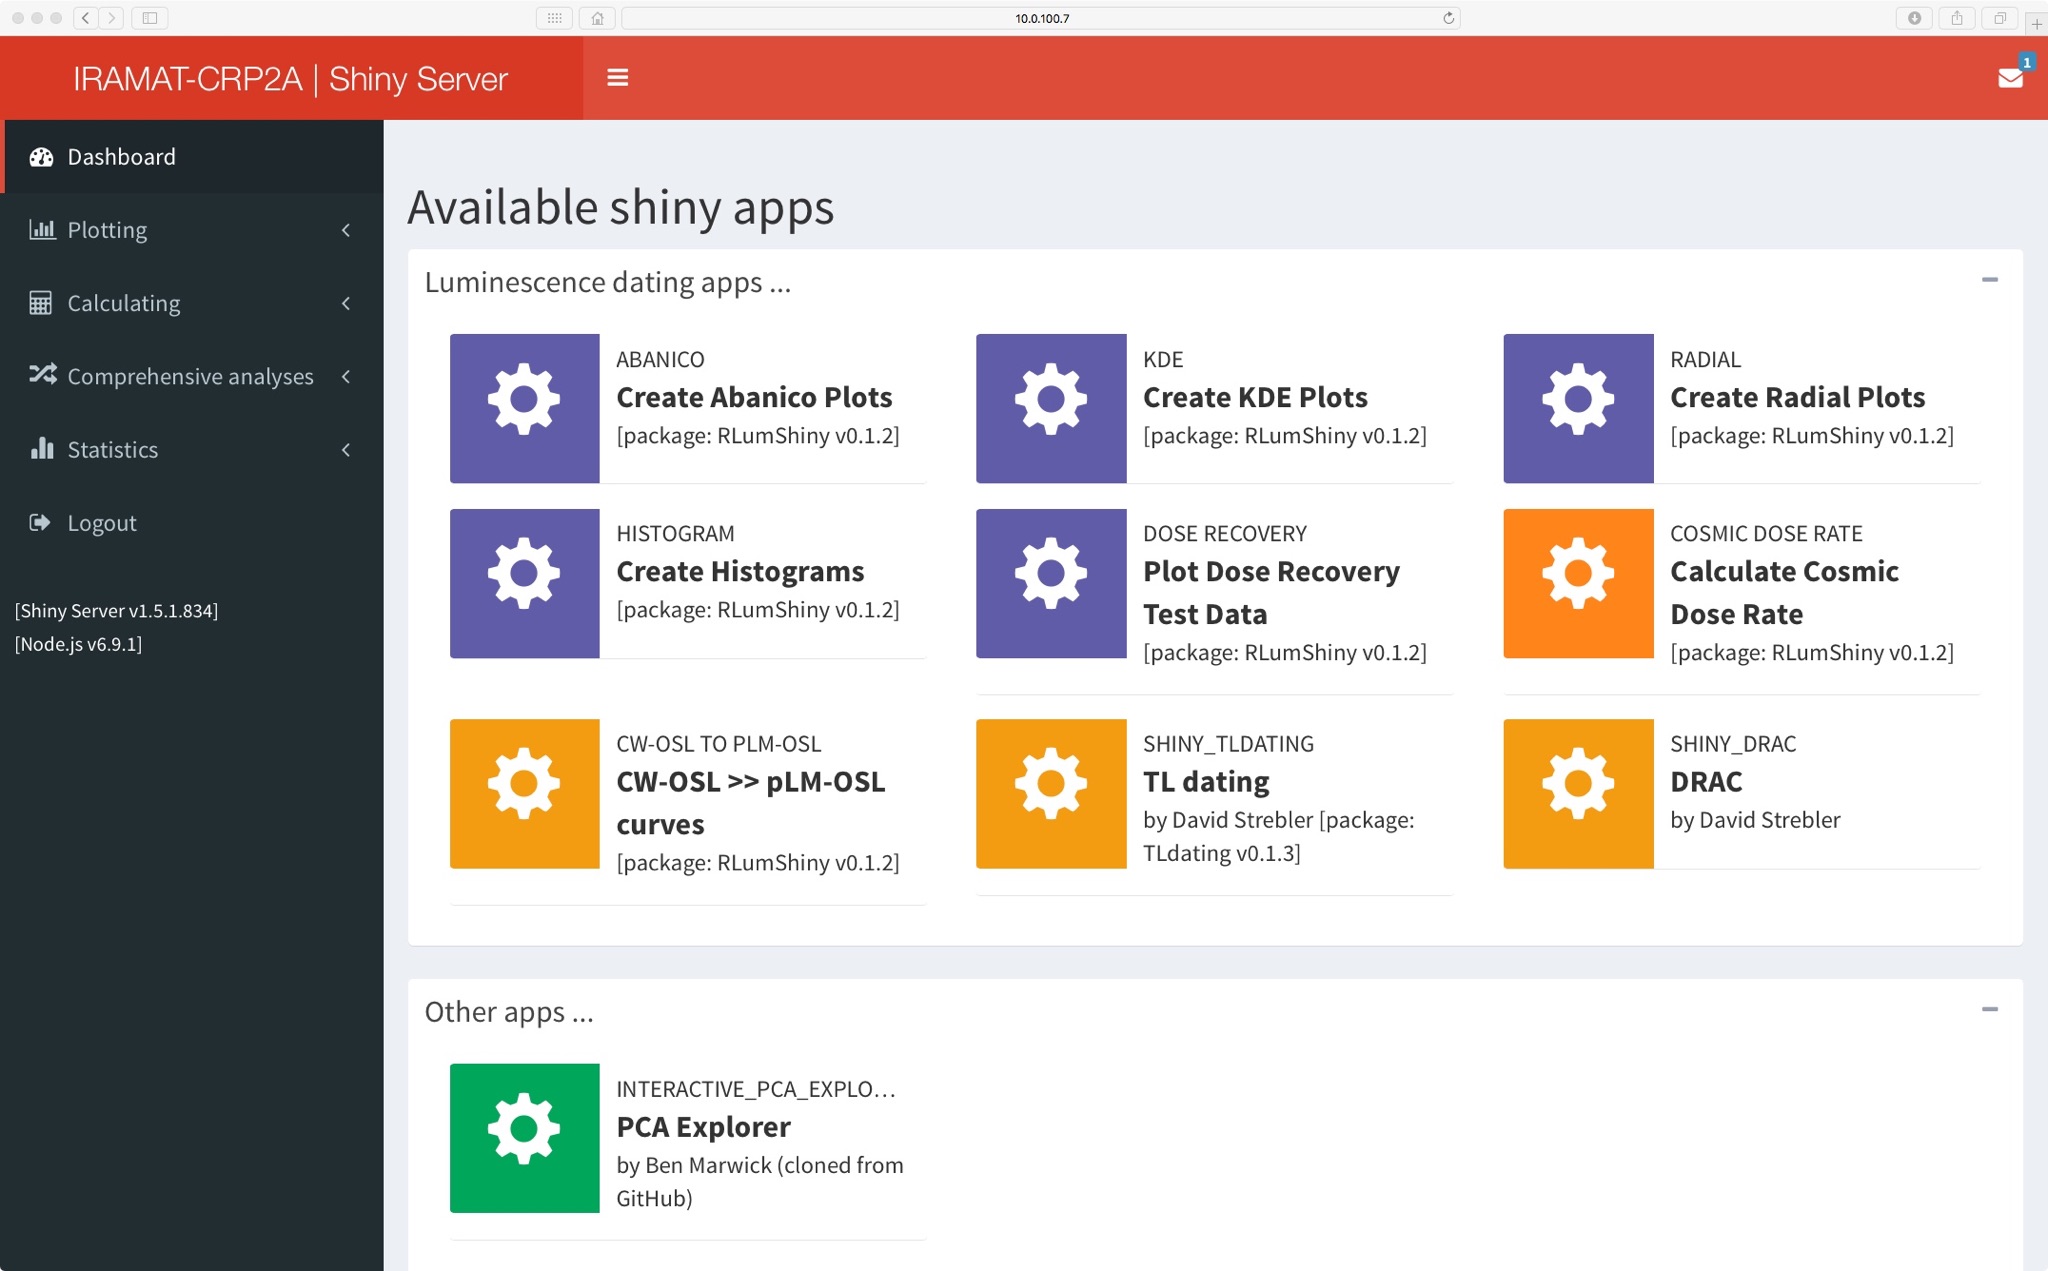 10.0.100.7
IRAMAT-CRP2A | Shiny Server
1
Dashboard
Plotting
Calculating
Comprehensive analyses
Statistics
Logout
[Shiny Server v1.5.1.834]
[Node.js v6.9.1]
Available shiny apps
Luminescence dating apps ...
ABANICO
Create Abanico Plots
[package: RLumShiny v0.1.2]
KDE
Create KDE Plots
[package: RLumShiny v0.1.2]
RADIAL
Create Radial Plots
[package: RLumShiny v0.1.2]
HISTOGRAM
Create Histograms
[package: RLumShiny v0.1.2]
DOSE RECOVERY
Plot Dose Recovery
Test Data
[package: RLumShiny v0.1.2]
COSMIC DOSE RATE
Calculate Cosmic
Dose Rate
[package: RLumShiny v0.1.2]
CW-OSL TO PLM-OSL
CW-OSL >> pLM-OSL
curves
[package: RLumShiny v0.1.2]
SHINY_TLDATING
TL dating
by David Strebler [package:
TLdating v0.1.3]
SHINY_DRAC
DRAC
by David Strebler
Other apps ...
INTERACTIVE_PCA_EXPLO...
PCA Explorer
by Ben Marwick (cloned from
GitHub)